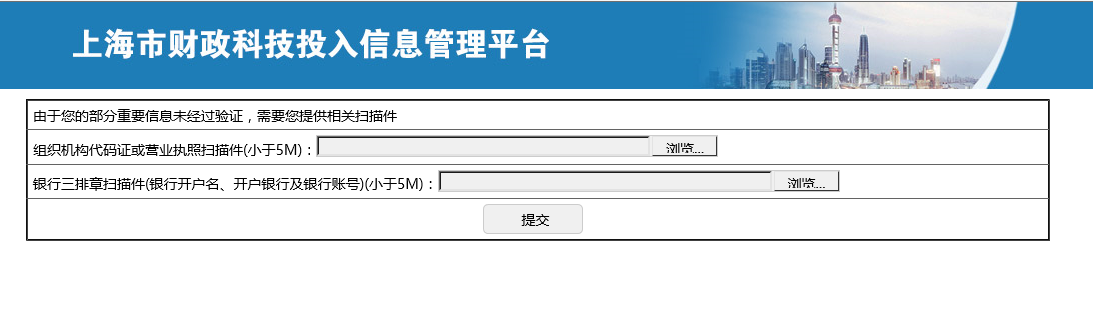 上海市财政科技投入信息管理平台
由于您的部分重要信息未经过验证，需要您提供相关扫描件
组织机构代码证或营业执照扫描件(小于5M)： 浏览...
银行三排章扫描件(银行开户名、开户银行及银行账号)(小于5M)： 浏览...
提交